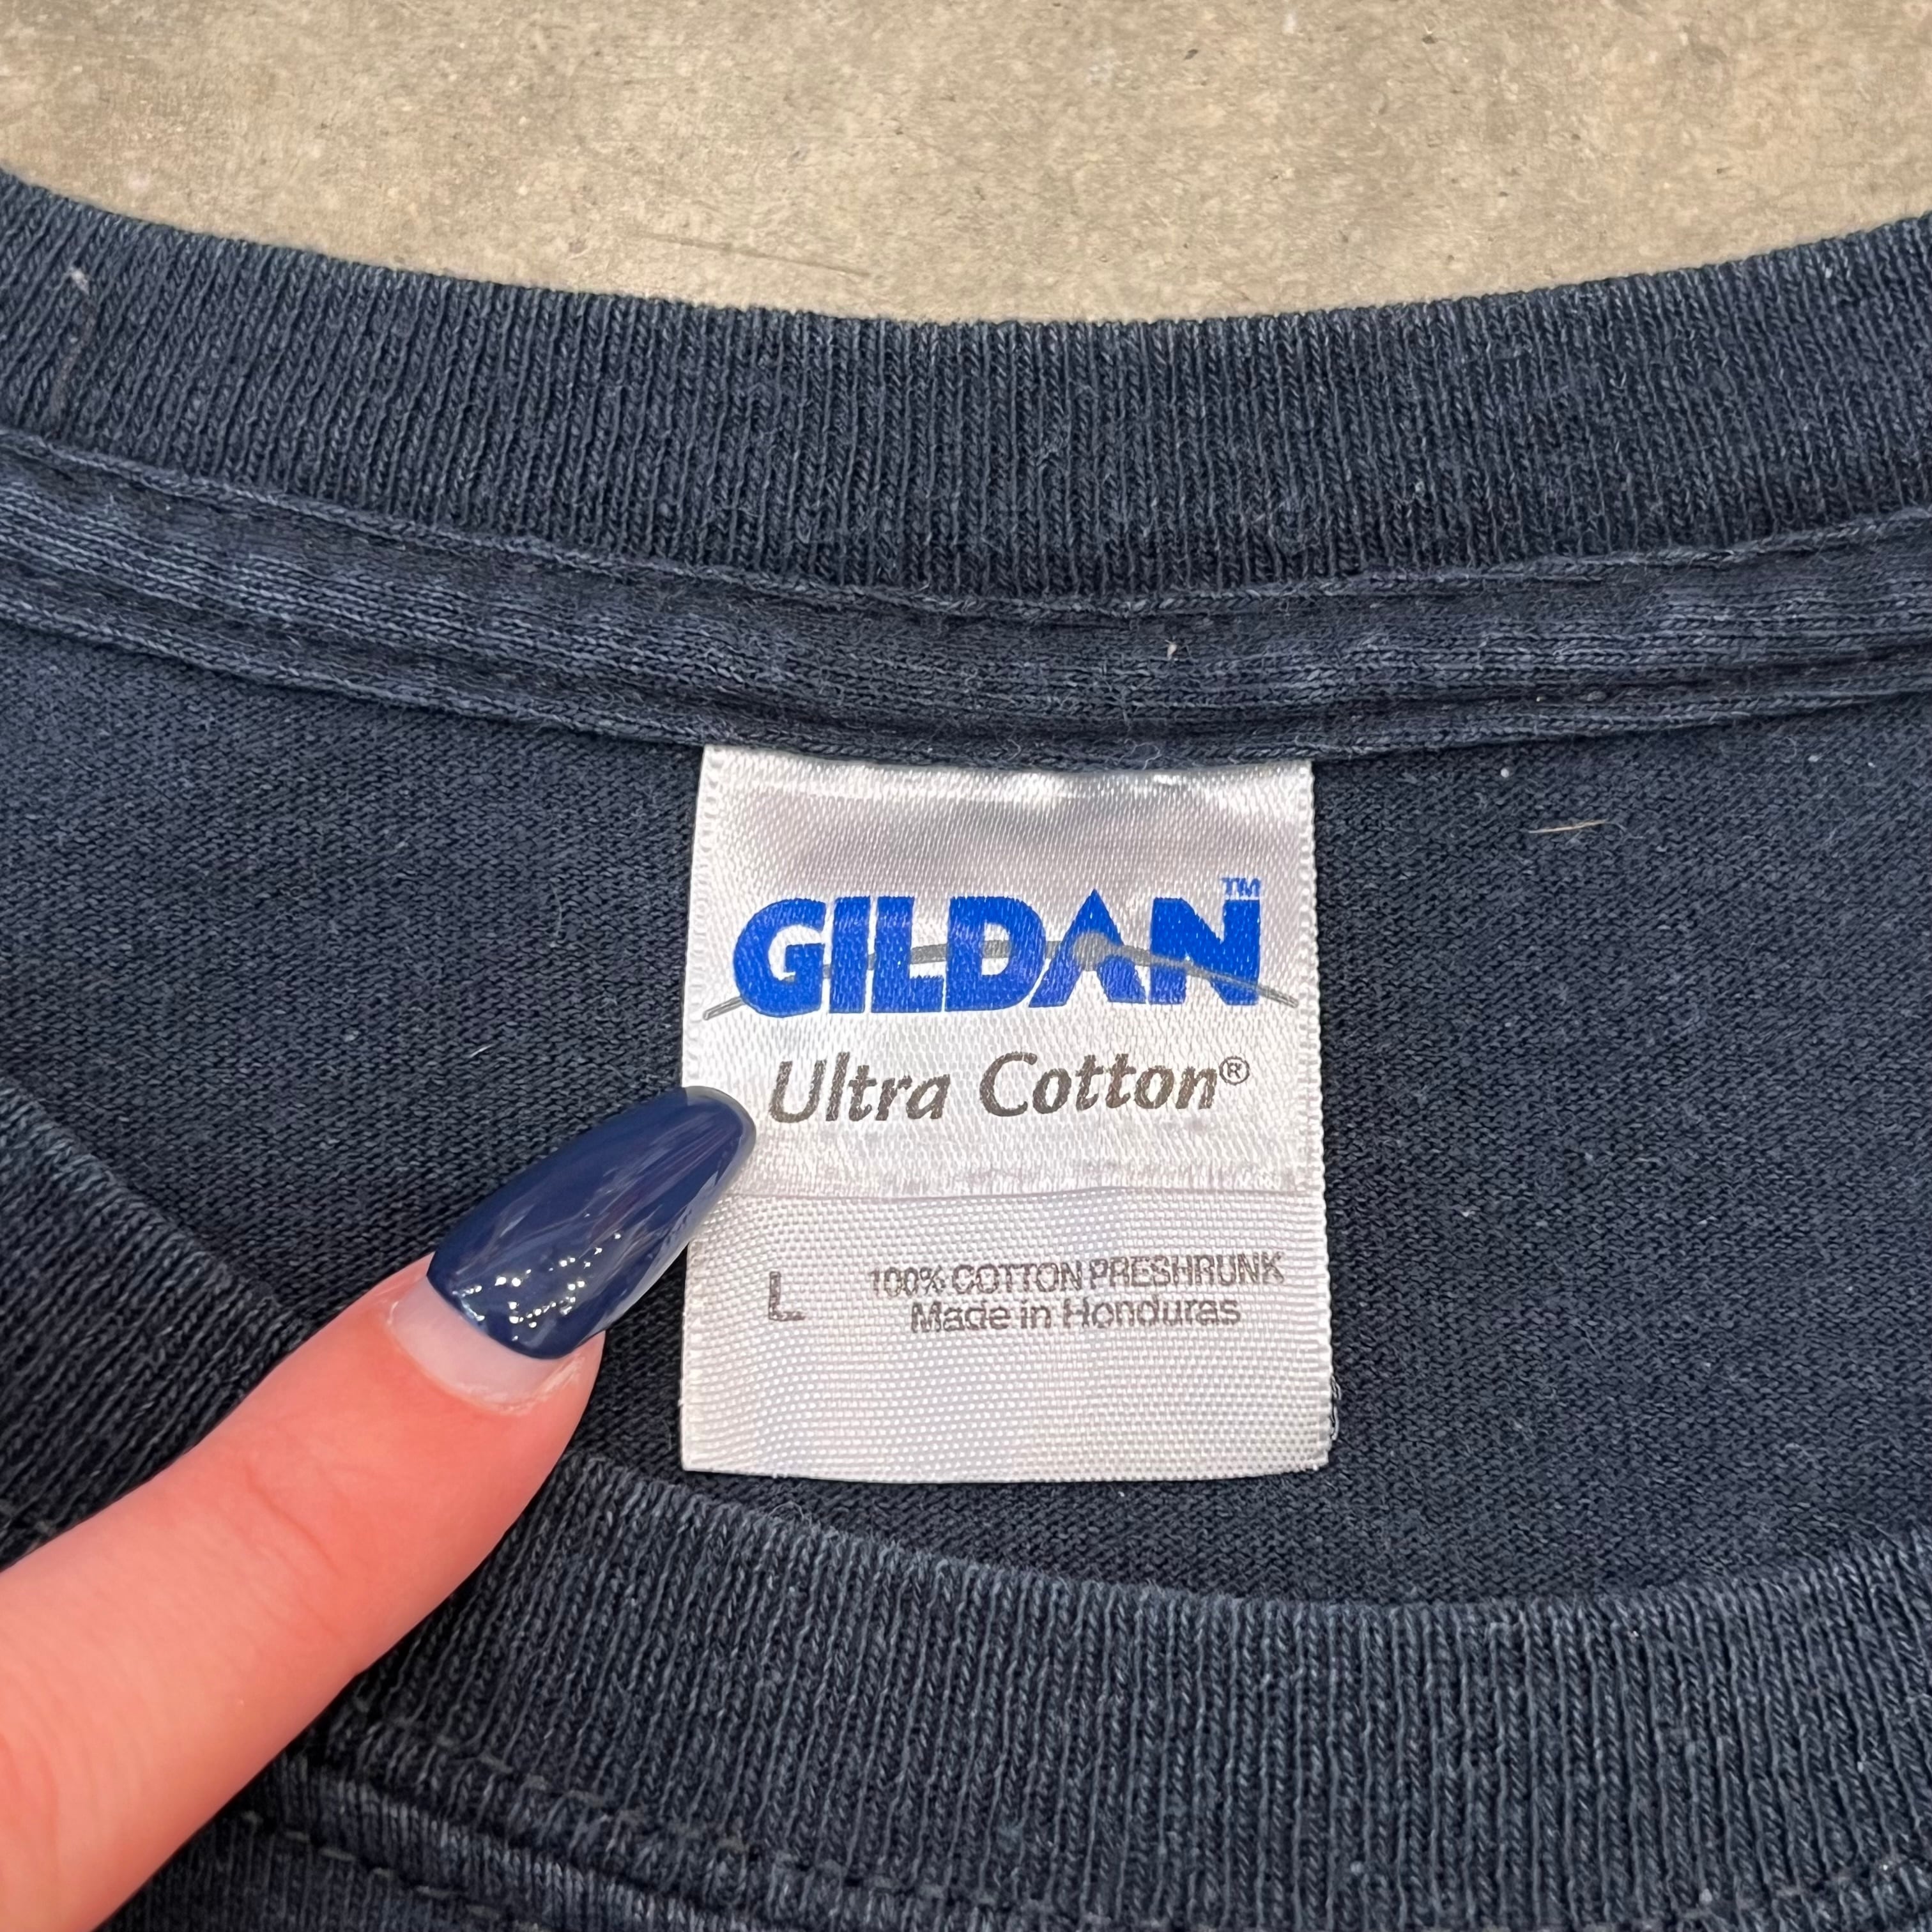 GILDAN™
Ultra Cotton®
L 100% COTTON PRESHRUNK
Made in Honduras